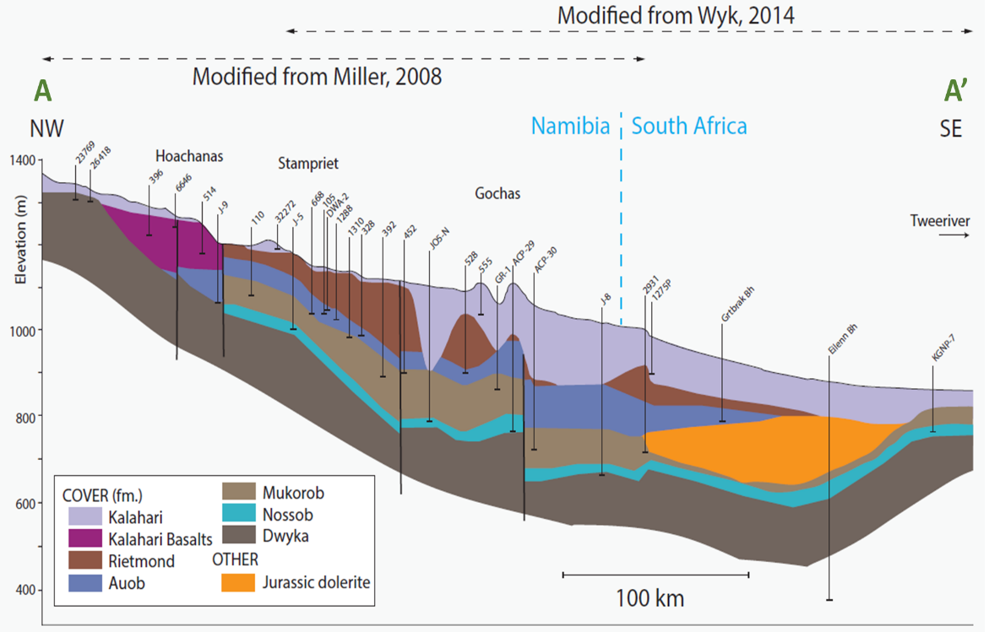 Modified from Wyk, 2014
Modified from Miller, 2008
A
A’
NW
Namibia
South Africa
SE
1400
23769
26418
Hoachanas
396
6646
514
J-9
Stampriet
110
32272
J-5
668
105
DWA-2
1288
1310
328
392
452
JOS-N
Gochas
528
555
GR-1
ACP-29
ACP-30
J-8
2931
1275P
Grtbrak Bh
Eilenn Bh
KGNP-7
Tweeriver
Elevation (m)
1000
800
600
400
COVER (fm.)
Kalahari
Kalahari Basalts
Rietmond
Auob
Mukorob
Nossob
Dwyka
OTHER
Jurassic dolerite
100 km